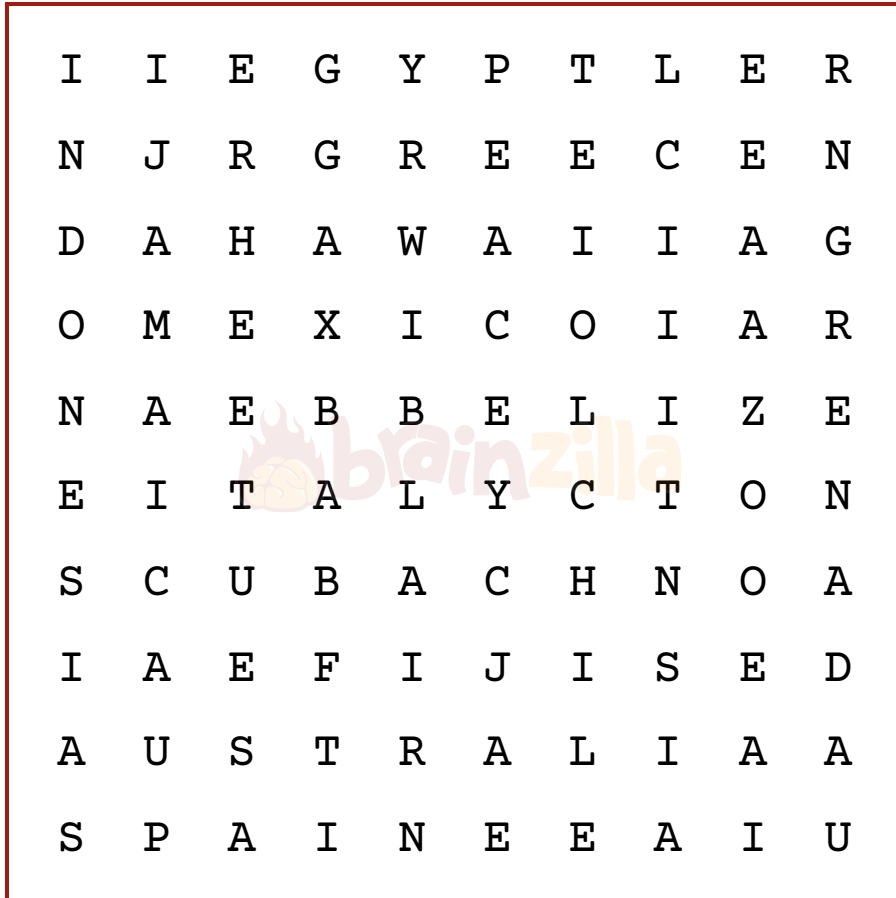 I I E G Y P T L E R
N J R G R E E C E N
D A H A W A I I A G
O M E X I C O I A R
N A E B B E L I Z E
E I T A L Y C T O N
S C U B A C H N O A
I A E F I J I S E D
A U S T R A L I A A
S P A I N E E A I U
brainzilla